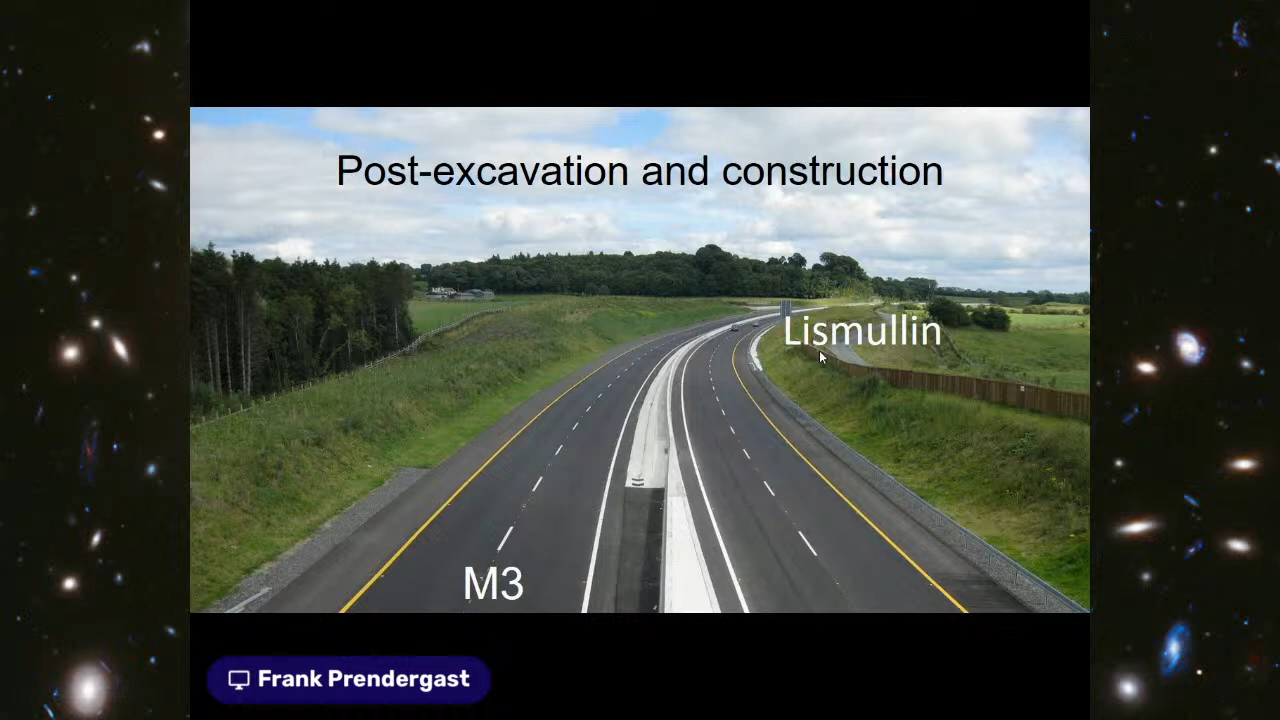 Post-excavation and construction
Lismullin
M3
Frank Prendergast